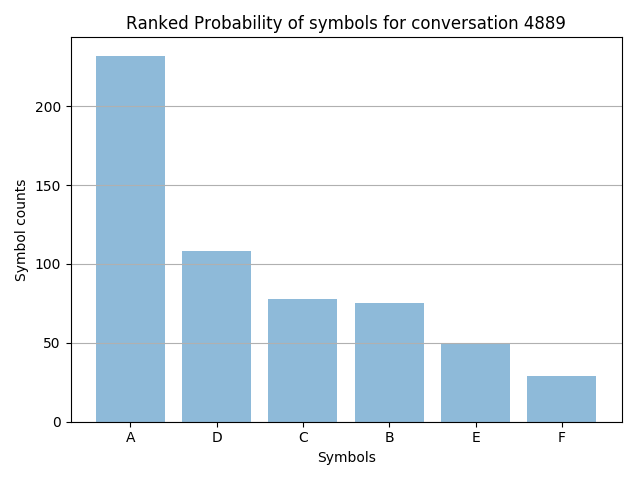 Ranked Probability of symbols for conversation 4889
200
150
100
50
0
Symbol counts
A D C B E F
Symbols